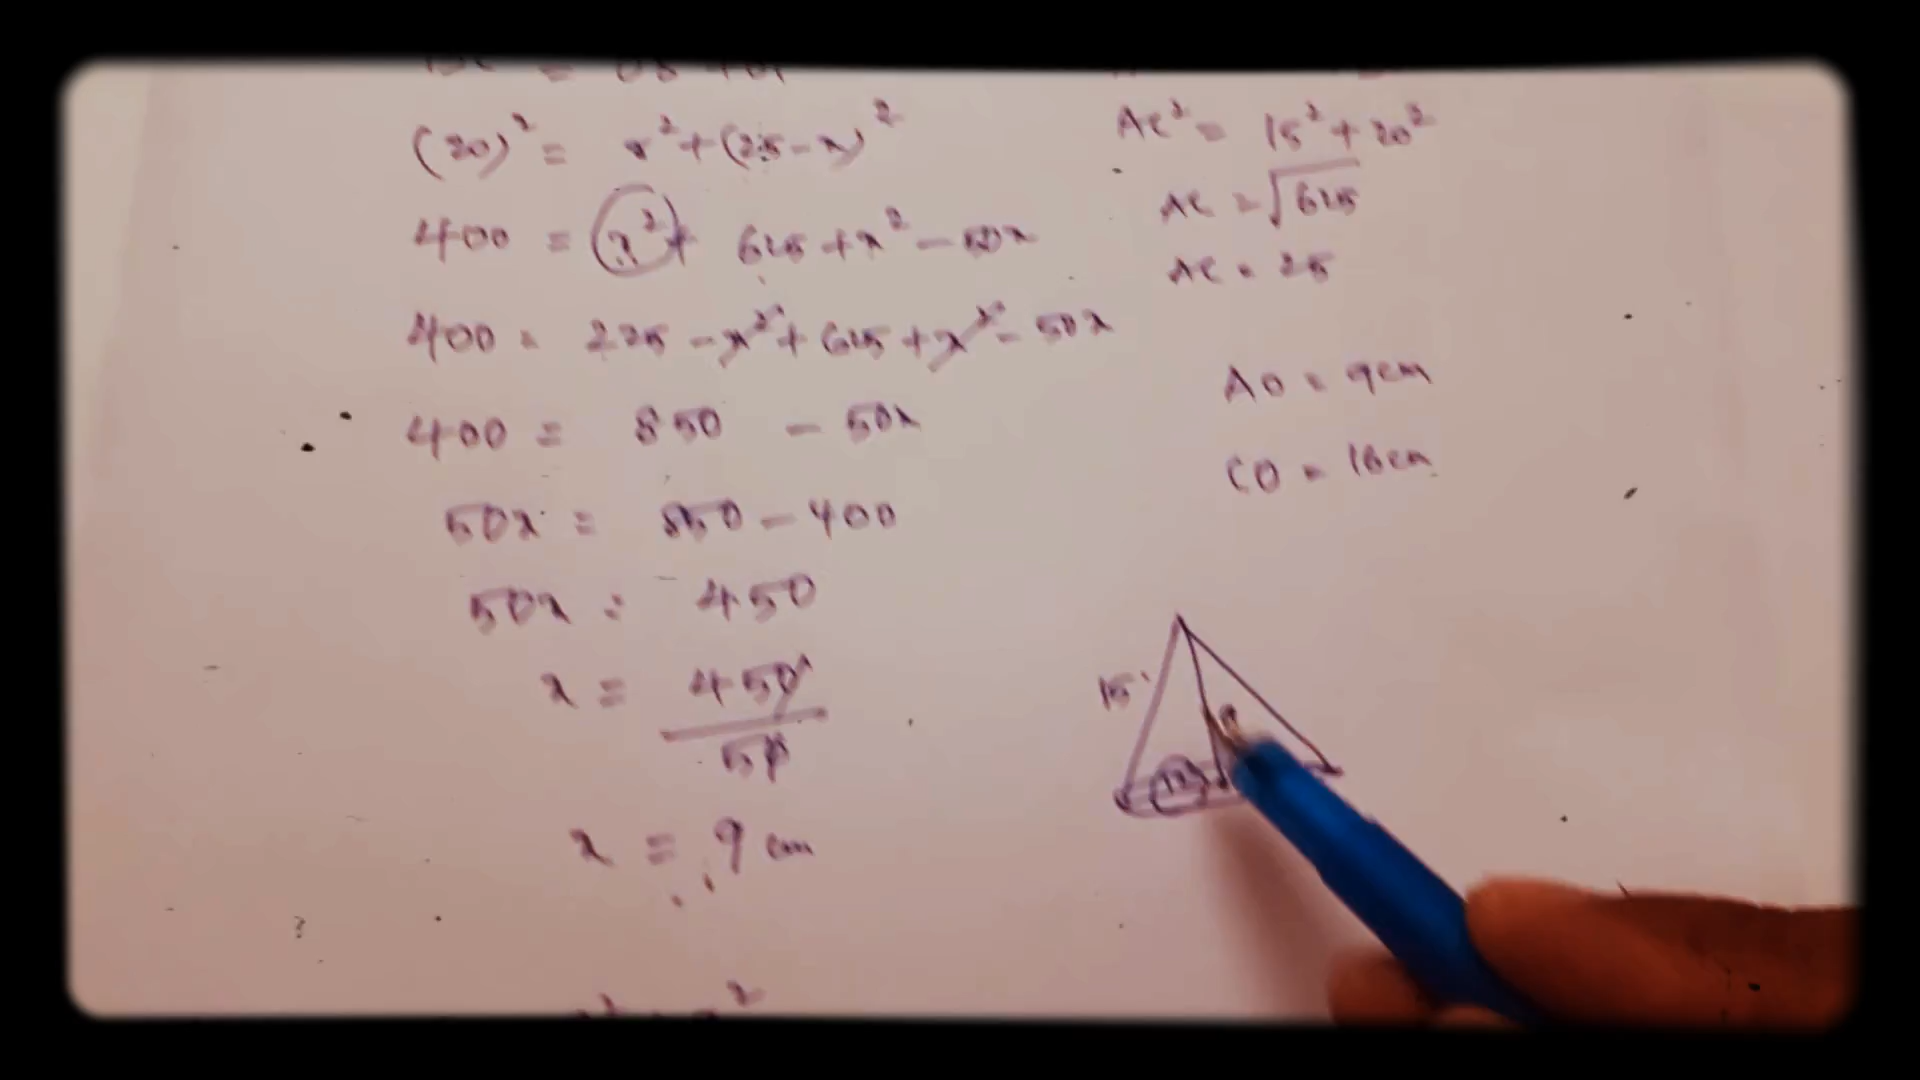 (20)² = r² + (25-x)²
400 = x² + 625 + x² - 50x
400 = 225 - x² + 625 + x² - 50x
400 = 850 - 50x
50x = 850 - 400
50x = 450
x = 450
50
x = 9 cm
AC² = 15² + 20²
AC = √625
AC = 25
AO = 9cm
CO = 16cm
15
9